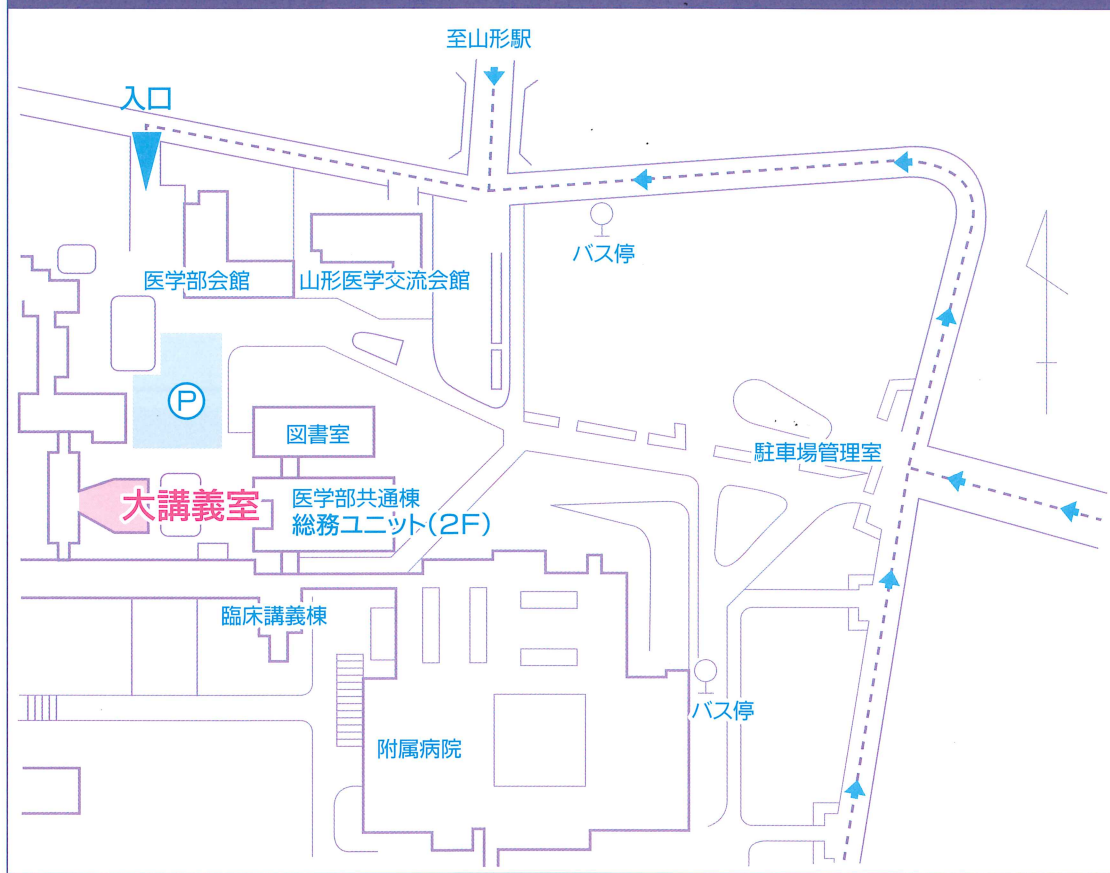 至山形駅
入口
バス停
医学部会館
山形医学交流会館
P
図書室
駐車場管理室
大講義室
医学部共通棟
総務ユニット(2F)
臨床講義棟
バス停
附属病院